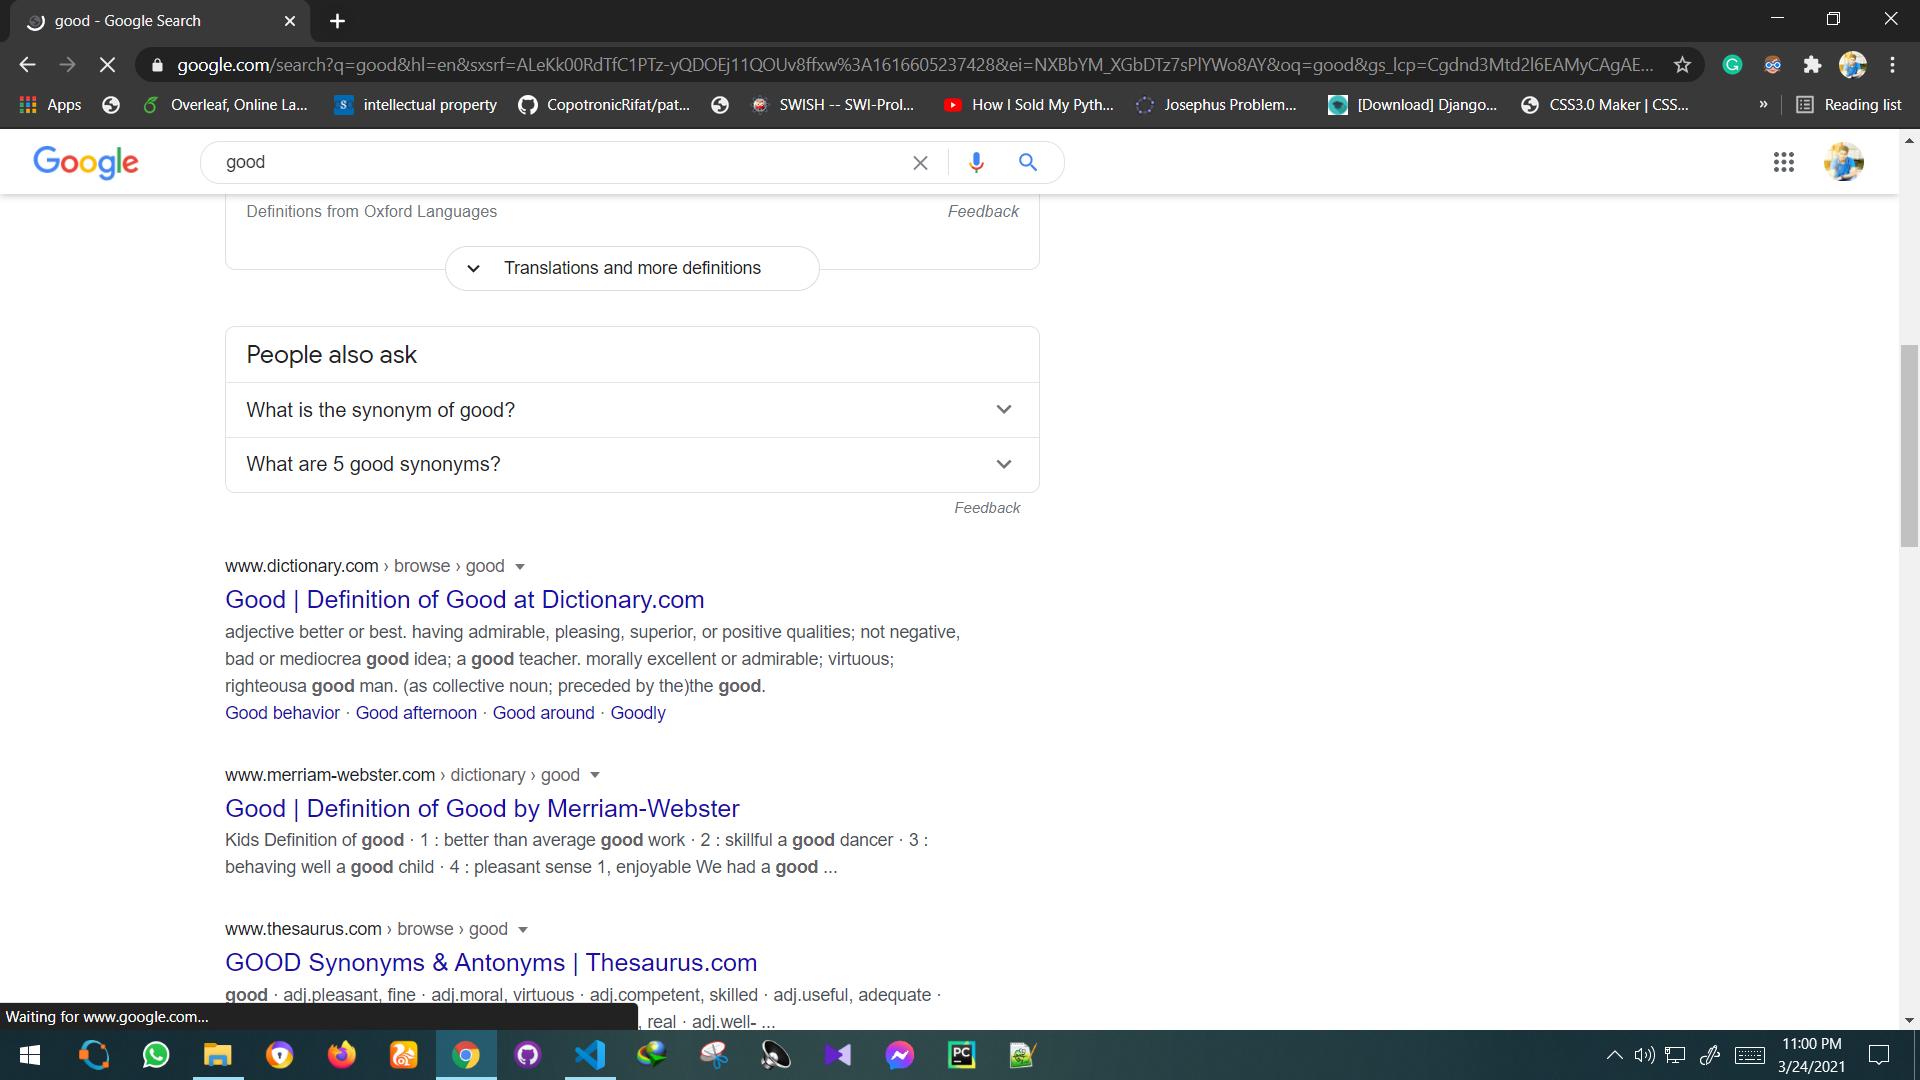 good - Google Search
google.com/search?q=good&hl=en&sxsrf=ALeKk00RdTfC1PTz-yQDOEj11QOUv8ffxw%3A1616605237428&ei=NXBbYM_XGbDTz7sPlYWo8AY&oq=good&gs_lcp=Cgdnd3Mtd2l6EAMyCAgAE...
Apps
Overleaf, Online La...
intellectual property
CopotronicRifat/pat...
SWISH -- SWI-Prol...
How I Sold My Pyth...
Josephus Problem...
[Download] Django...
CSS3.0 Maker | CSS...
»
Reading list
Google
good
Definitions from Oxford Languages
Feedback
Translations and more definitions
People also ask
What is the synonym of good?
What are 5 good synonyms?
Feedback
www.dictionary.com › browse › good
Good | Definition of Good at Dictionary.com
adjective better or best. having admirable, pleasing, superior, or positive qualities; not negative,
bad or mediocrea good idea; a good teacher. morally excellent or admirable; virtuous;
righteousa good man. (as collective noun; preceded by the)the good.
Good behavior · Good afternoon · Good around · Goodly
www.merriam-webster.com › dictionary › good
Good | Definition of Good by Merriam-Webster
Kids Definition of good · 1 : better than average good work · 2 : skillful a good dancer · 3 :
behaving well a good child · 4 : pleasant sense 1, enjoyable We had a good ...
www.thesaurus.com › browse › good
GOOD Synonyms & Antonyms | Thesaurus.com
good · adj.pleasant, fine · adj.moral, virtuous · adj.competent, skilled · adj.useful, adequate ·
, real · adj.well- ...
Waiting for www.google.com...
PC
11:00 PM
3/24/2021